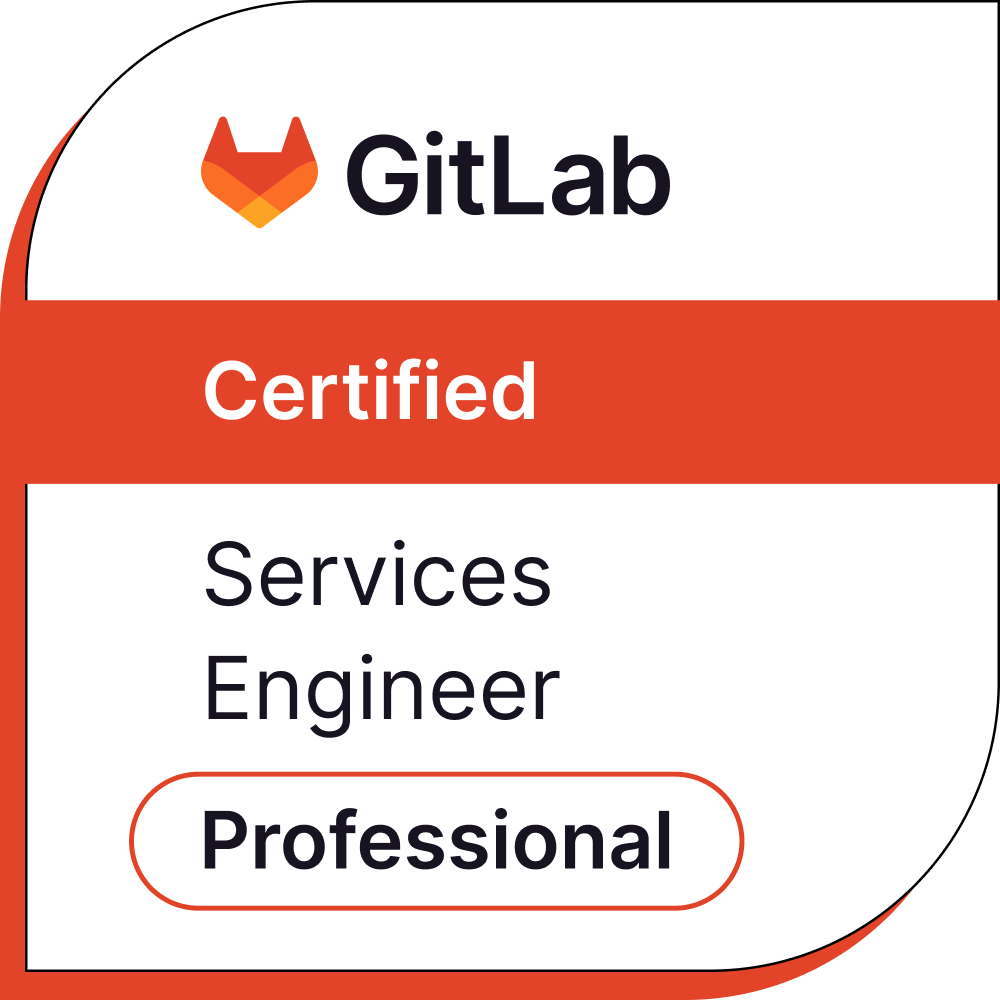 GitLab
Certified
Services
Engineer
Professional